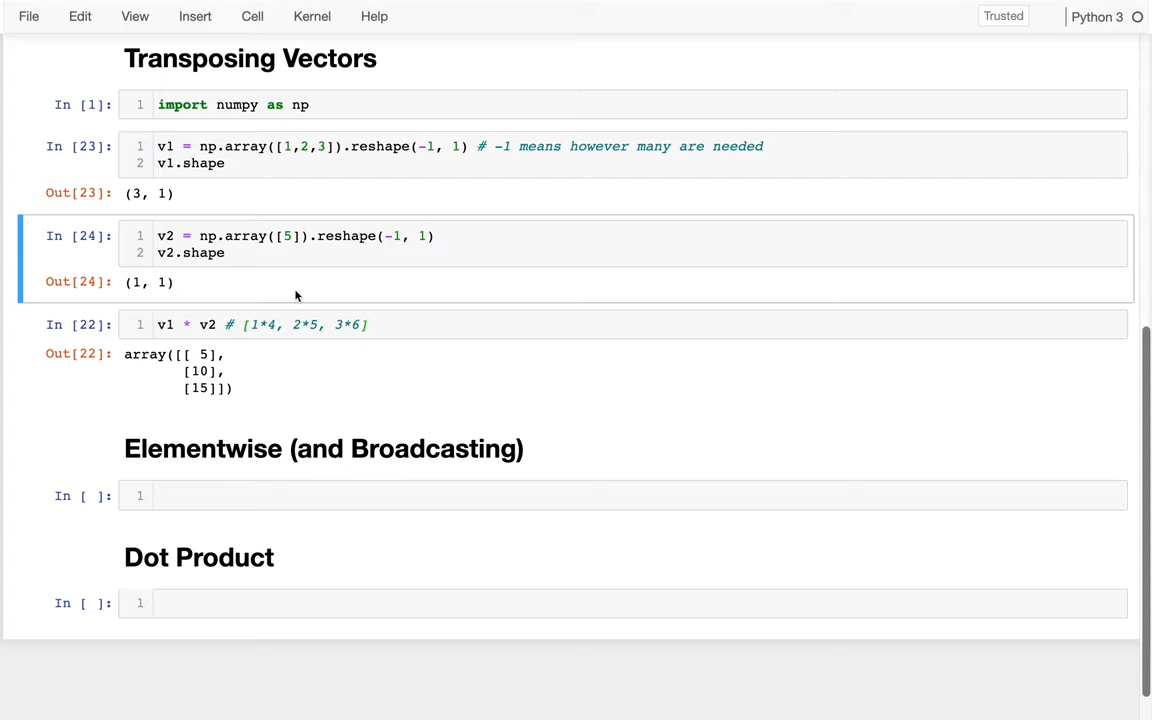 File Edit View Insert Cell Kernel Help Trusted Python 3
Transposing Vectors
In [1]: 1 import numpy as np
In [23]: 1 v1 = np.array([1,2,3]).reshape(-1, 1) # -1 means however many are needed
2 v1.shape
Out[23]: (3, 1)
In [24]: 1 v2 = np.array([5]).reshape(-1, 1)
2 v2.shape
Out[24]: (1, 1)
In [22]: 1 v1 * v2 # [1*4, 2*5, 3*6]
Out[22]: array([[ 5],
[10],
[15]])
Elementwise (and Broadcasting)
In [ ]: 1
Dot Product
In [ ]: 1